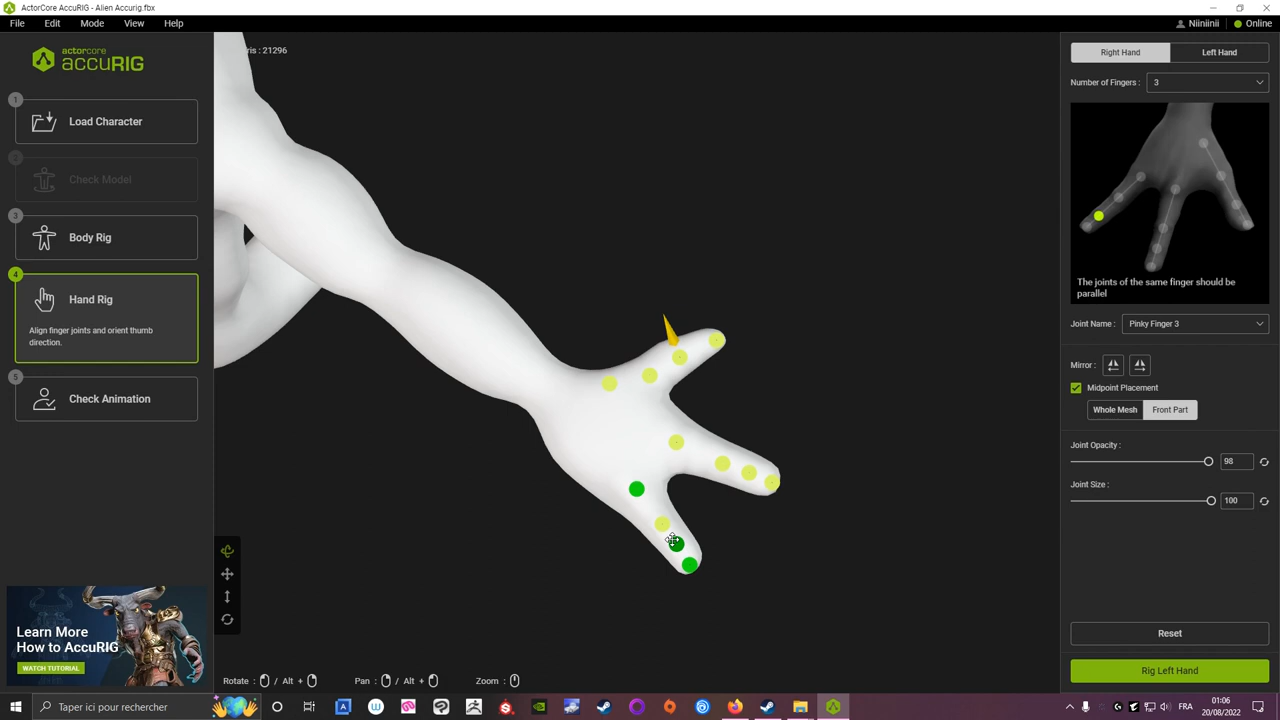 ActorCore AccuRIG - Alien Accurig.fbx
File Edit Mode View Help
Niiniinii Online
actorcore
accuRIG
ris : 21296
1
Load Character
Check Model
3
Body Rig
4
Hand Rig
Align finger joints and orient thumb
direction.
5
Check Animation
Learn More
How to AccuRIG
WATCH TUTORIAL
Rotate : / Alt + Pan : / Alt + Zoom :
Right Hand Left Hand
Number of Fingers : 3
The joints of the same finger should be
parallel
Joint Name : Pinky Finger 3
Mirror :
Midpoint Placement
Whole Mesh Front Part
Joint Opacity :
98
Joint Size :
100
Reset
Rig Left Hand
Taper ici pour rechercher
FRA
01:06
20/08/2022